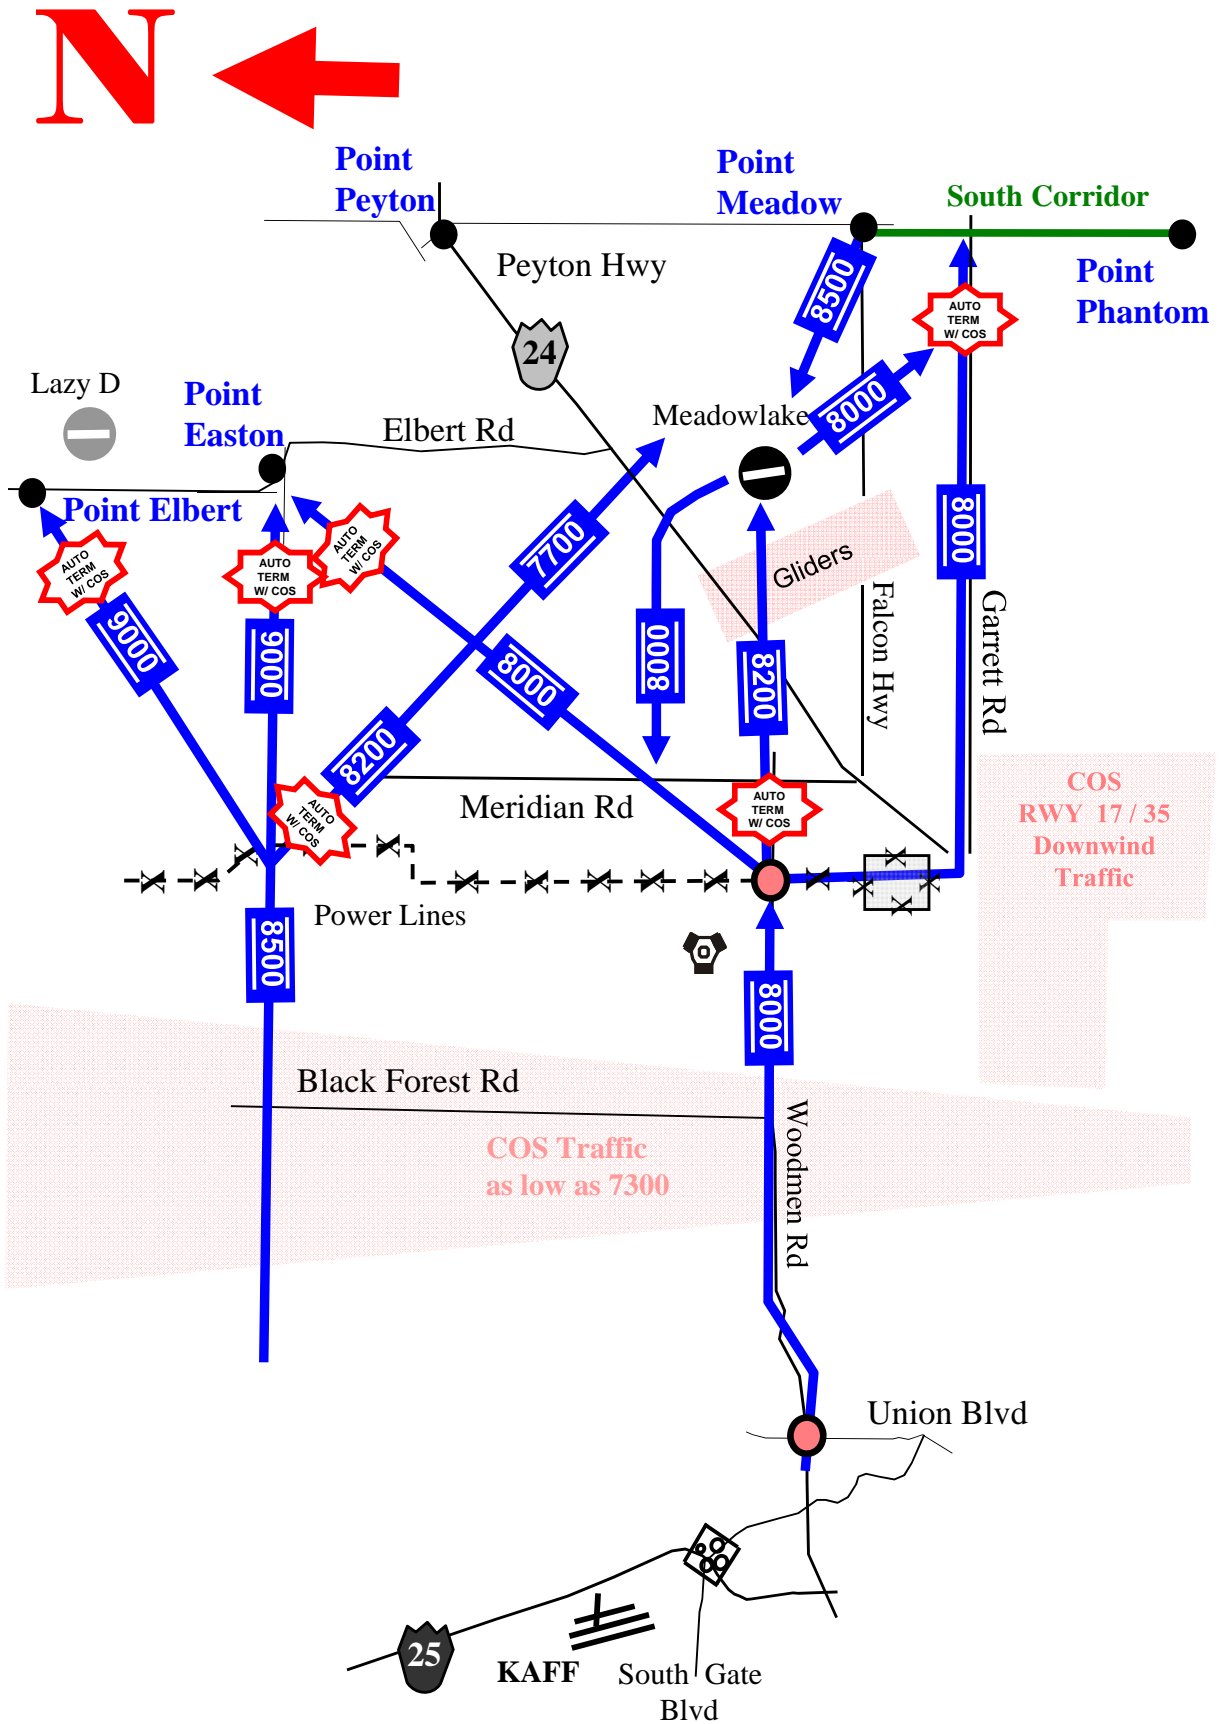 N
Point
Peyton
Point
Meadow
South Corridor
Peyton Hwy
8500
Point
Phantom
AUTO
TERM
W/ COS
24
Lazy D
Point
Easton
Elbert Rd
Meadowlake
8000
Point Elbert
AUTO
TERM
W/ COS
AUTO
TERM
W/ COS
AUTO
TERM
W/ COS
7700
8000
Gliders
9000
9000
8000
8000
8200
Falcon Hwy
Garrett Rd
8200
Meridian Rd
AUTO
TERM
W/ COS
AUTO
TERM
W/ COS
COS
RWY 17 / 35
Downwind
Traffic
Power Lines
8500
8000
Black Forest Rd
COS Traffic
as low as 7300
Woodmen Rd
Union Blvd
25
KAFF
South Gate
Blvd